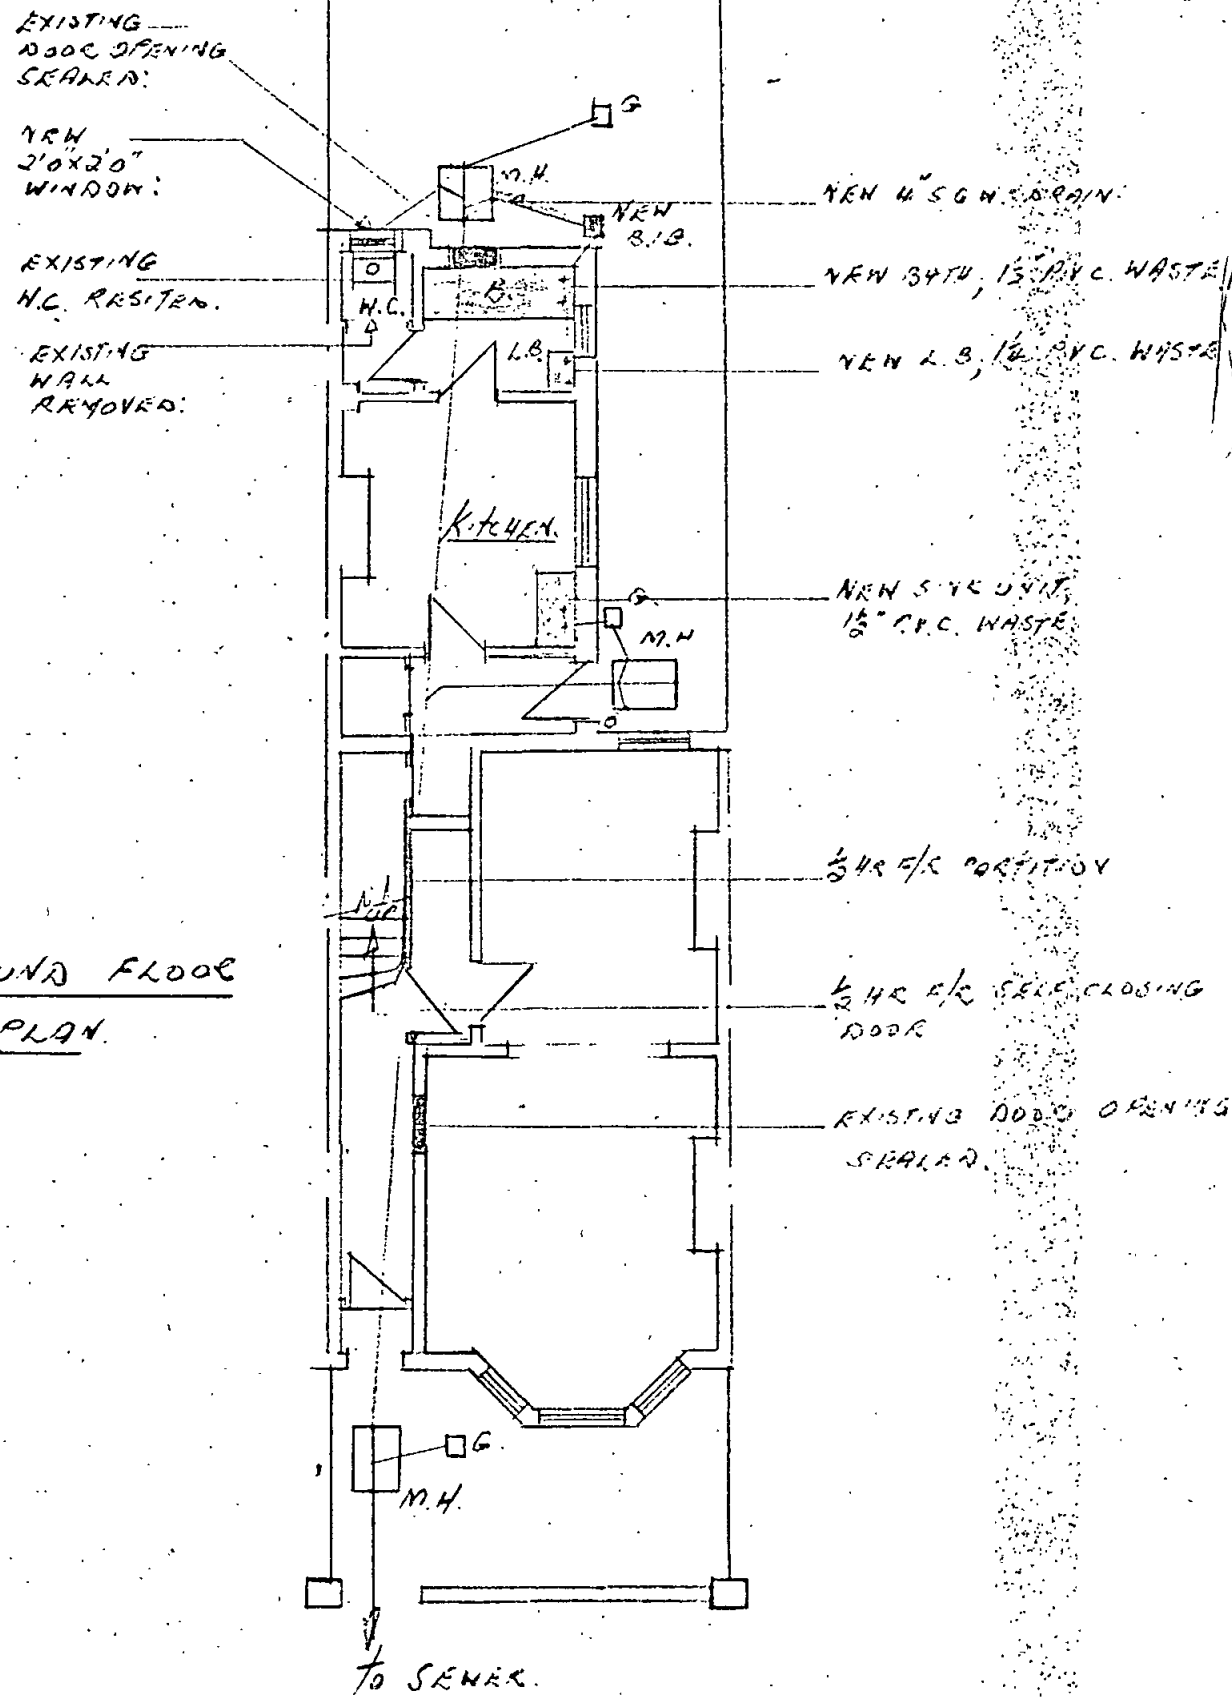 EXISTING
DOOR OPENING
SEALED:
NEW
2'0"X2'0"
WINDOW:
EXISTING
W.C. RESITED.
EXISTING
WALL
REMOVED:
G
M.H.
NEW
B.I.G.
W.C.
B.
L.B.
NEW 4" S G W. DRAIN:
NEW BATH, 1½" P.V.C. WASTE
NEW L.B, 1¼" P.V.C. WASTE
KITCHEN.
NEW SINK UNIT,
1½" P.V.C. WASTE
G
M.H
UP
½ HR F/R PARTITION
½ HR F/R SELF CLOSING
DOOR
EXISTING DOOR OPENING
SEALED.
UND FLOOR
PLAN.
G
M.H.
TO SEWER.